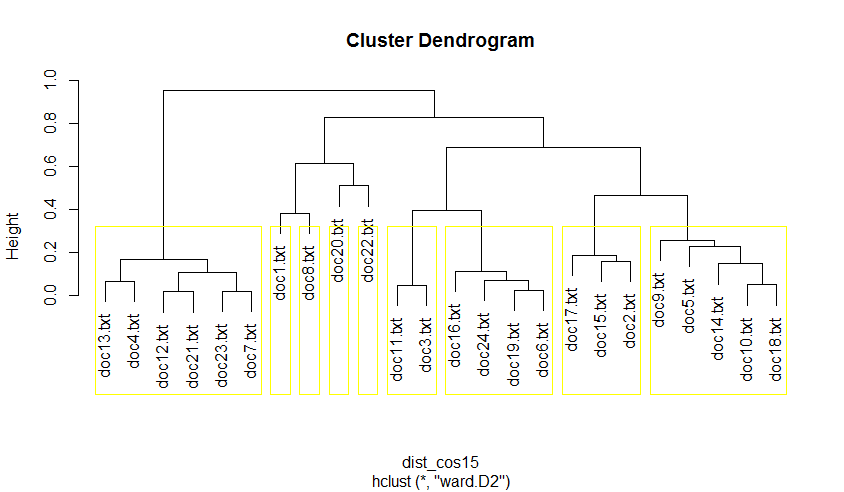 Cluster Dendrogram
Height
1.0
0.8
0.6
0.4
0.2
0.0
doc13.txt
doc4.txt
doc12.txt
doc21.txt
doc23.txt
doc7.txt
doc1.txt
doc8.txt
doc20.txt
doc22.txt
doc11.txt
doc3.txt
doc16.txt
doc24.txt
doc19.txt
doc6.txt
doc17.txt
doc15.txt
doc2.txt
doc9.txt
doc5.txt
doc14.txt
doc10.txt
doc18.txt
dist_cos15
hclust (*, "ward.D2")